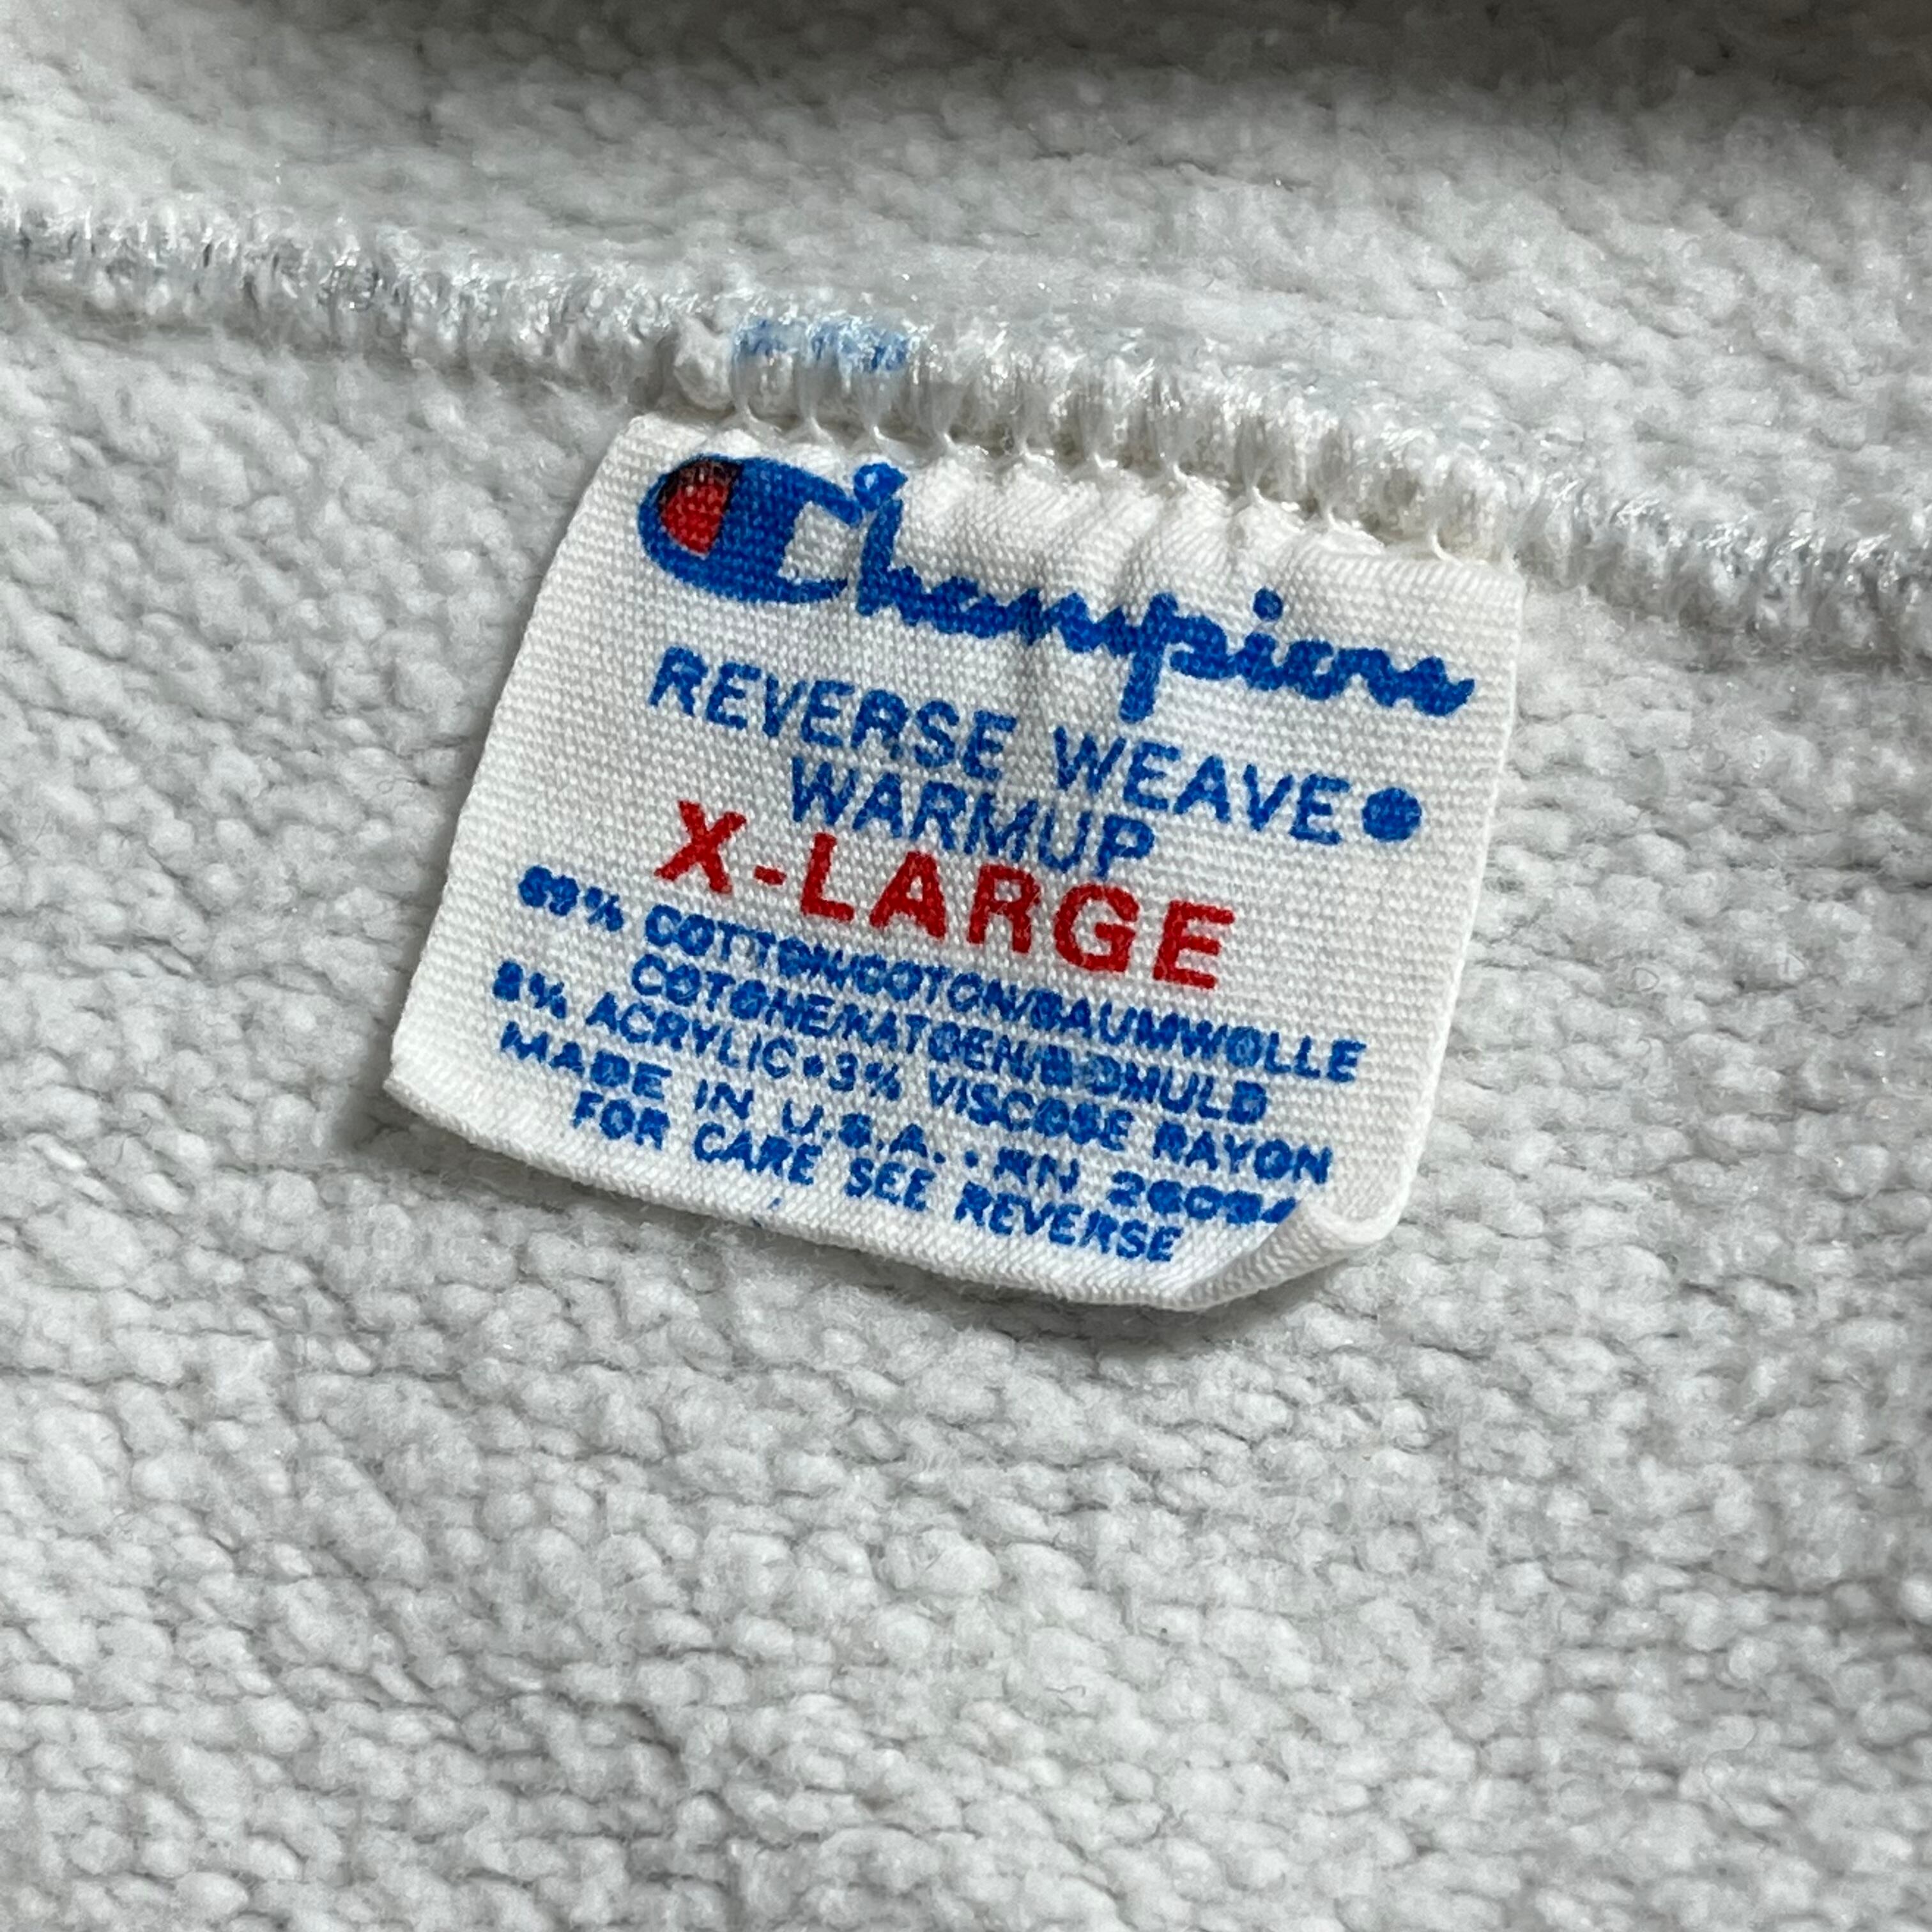 Champion
REVERSE WEAVE●
WARMUP
X-LARGE
89% COTTON/COTON/BAUMWOLLE
COTONE/KATOEN/BOMULD
8% ACRYLIC•3% VISCOSE RAYON
MADE IN U.S.A. • RN 26094
FOR CARE SEE REVERSE